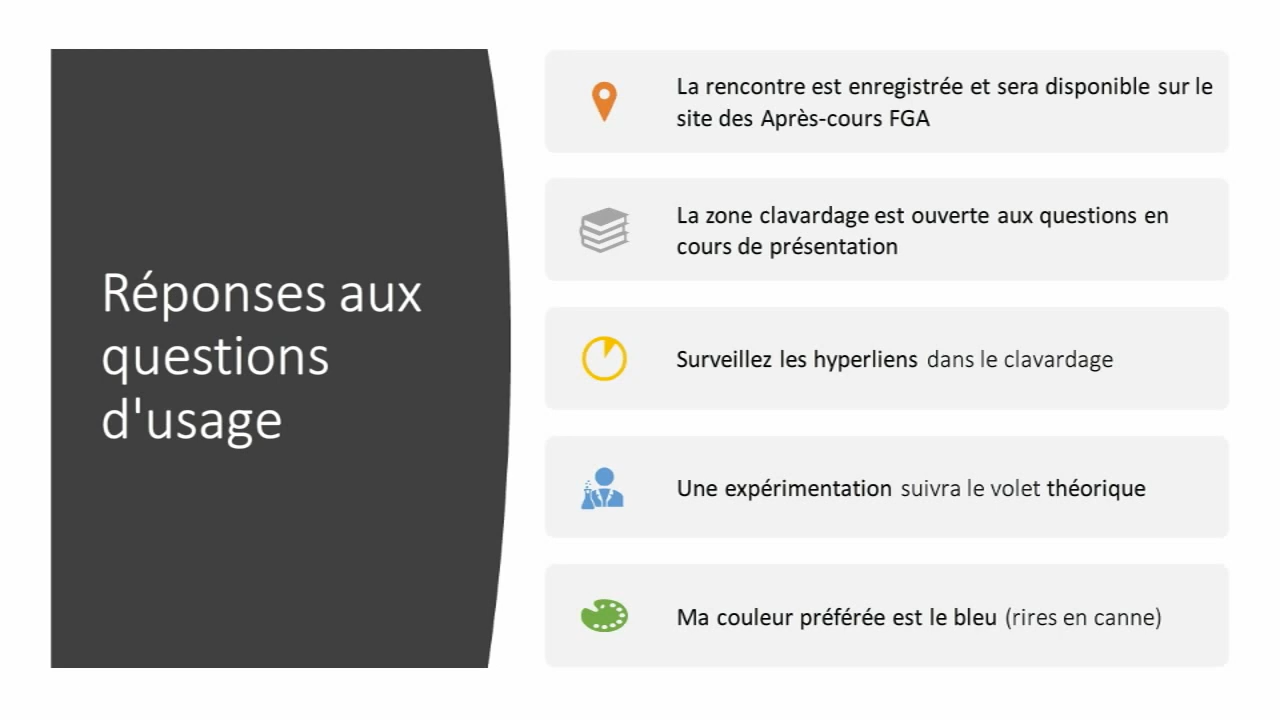 Réponses aux
questions
d'usage
La rencontre est enregistrée et sera disponible sur le
site des Après-cours FGA
La zone clavardage est ouverte aux questions en
cours de présentation
Surveillez les hyperliens dans le clavardage
Une expérimentation suivra le volet théorique
Ma couleur préférée est le bleu (rires en canne)